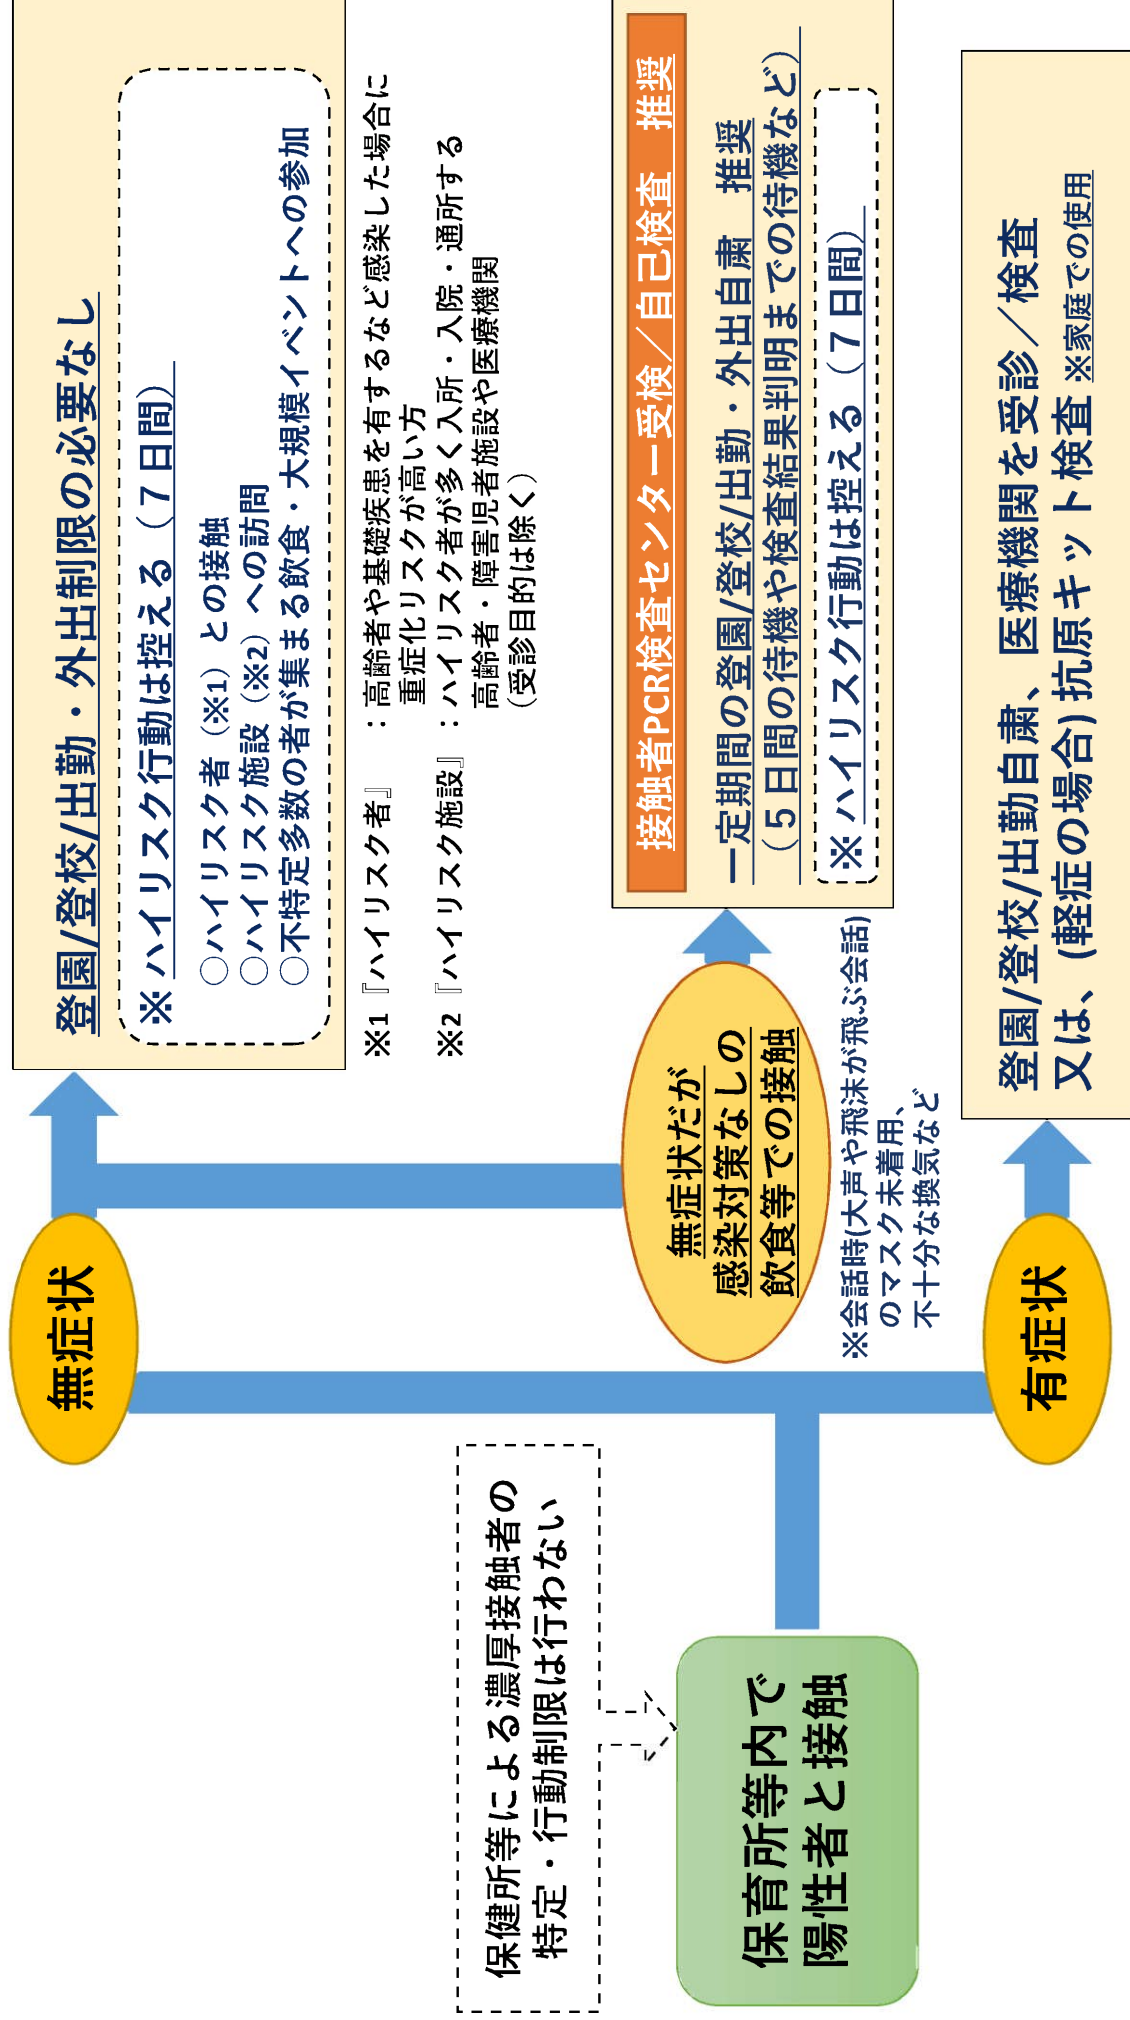 保健所等による濃厚接触者の
特定・行動制限は行わない
保育所等内で
陽性者と接触
無症状
登園/登校/出勤・外出制限の必要なし
※ ハイリスク行動は控える（７日間）
○ハイリスク者（※1）との接触
○ハイリスク施設（※2）への訪問
○不特定多数の者が集まる飲食・大規模イベントへの参加
※1『ハイリスク者』　：高齢者や基礎疾患を有するなど感染した場合に
重症化リスクが高い方
※2『ハイリスク施設』：ハイリスク者が多く入所・入院・通所する
高齢者・障害児者施設や医療機関
（受診目的は除く）
無症状だが
感染対策なしの
飲食等での接触
※会話時(大声や飛沫が飛ぶ会話)
のマスク未着用、
不十分な換気など
接触者PCR検査センター受検／自己検査　推奨
一定期間の登園/登校/出勤・外出自粛　推奨
（５日間の待機や検査結果判明までの待機など）
※ ハイリスク行動は控える（７日間）
有症状
登園/登校/出勤自粛、医療機関を受診／検査
又は、(軽症の場合) 抗原キット検査 ※家庭での使用